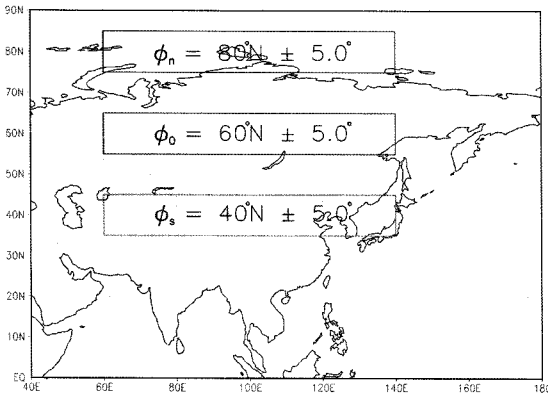 90N
80N
φn = 80°N ± 5.0°
70N
60N
φ0 = 60°N ± 5.0°
50N
40N
φs = 40°N ± 5.0°
30N
20N
10N
EQ
40E 60E 80E 100E 120E 140E 160E 180